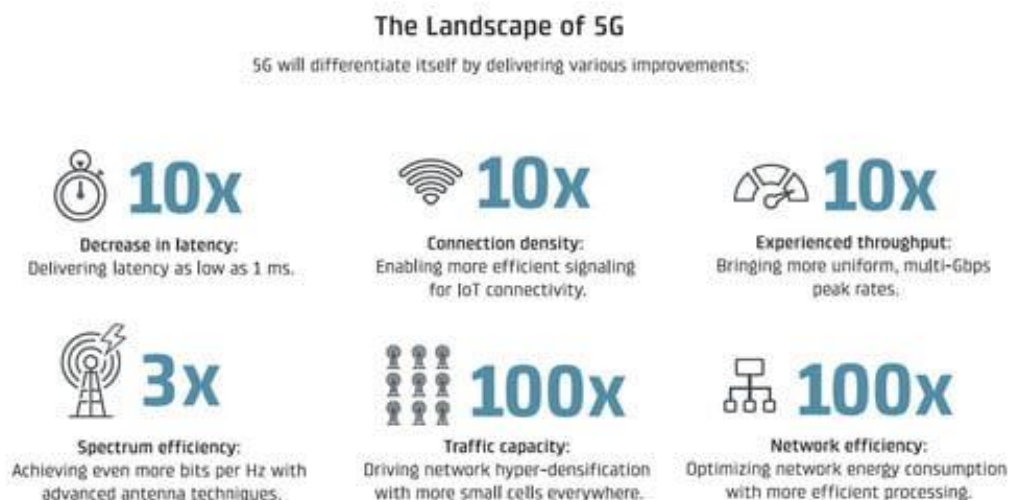 The Landscape of 5G
5G will differentiate itself by delivering various improvements:
10x
Decrease in latency:
Delivering latency as low as 1 ms.
10x
Connection density:
Enabling more efficient signaling
for IoT connectivity.
10x
Experienced throughput:
Bringing more uniform, multi-Gbps
peak rates.
3x
Spectrum efficiency:
Achieving even more bits per Hz with
advanced antenna techniques.
100x
Traffic capacity:
Driving network hyper-densification
with more small cells everywhere.
100x
Network efficiency:
Optimizing network energy consumption
with more efficient processing.